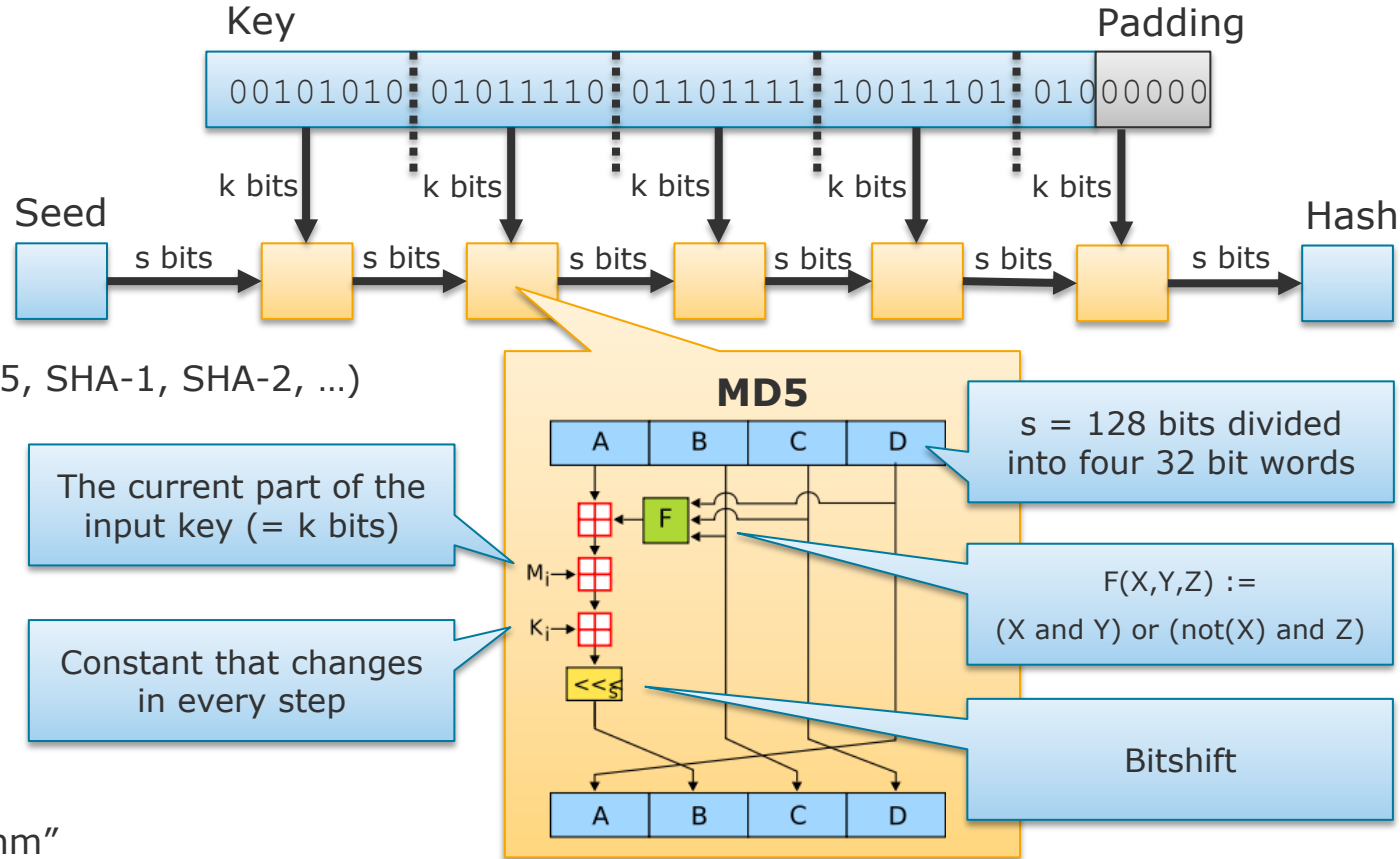 Key
Padding
00101010 01011110 01101111 10011101 01000000
k bits k bits k bits k bits k bits
Seed
Hash
s bits s bits s bits s bits s bits s bits
5, SHA-1, SHA-2, …)
MD5
A B C D
s = 128 bits divided
into four 32 bit words
The current part of the
input key (= k bits)
F
Mi
Ki
F(X,Y,Z) :=
(X and Y) or (not(X) and Z)
Constant that changes
in every step
<<<s
Bitshift
A B C D
hm”